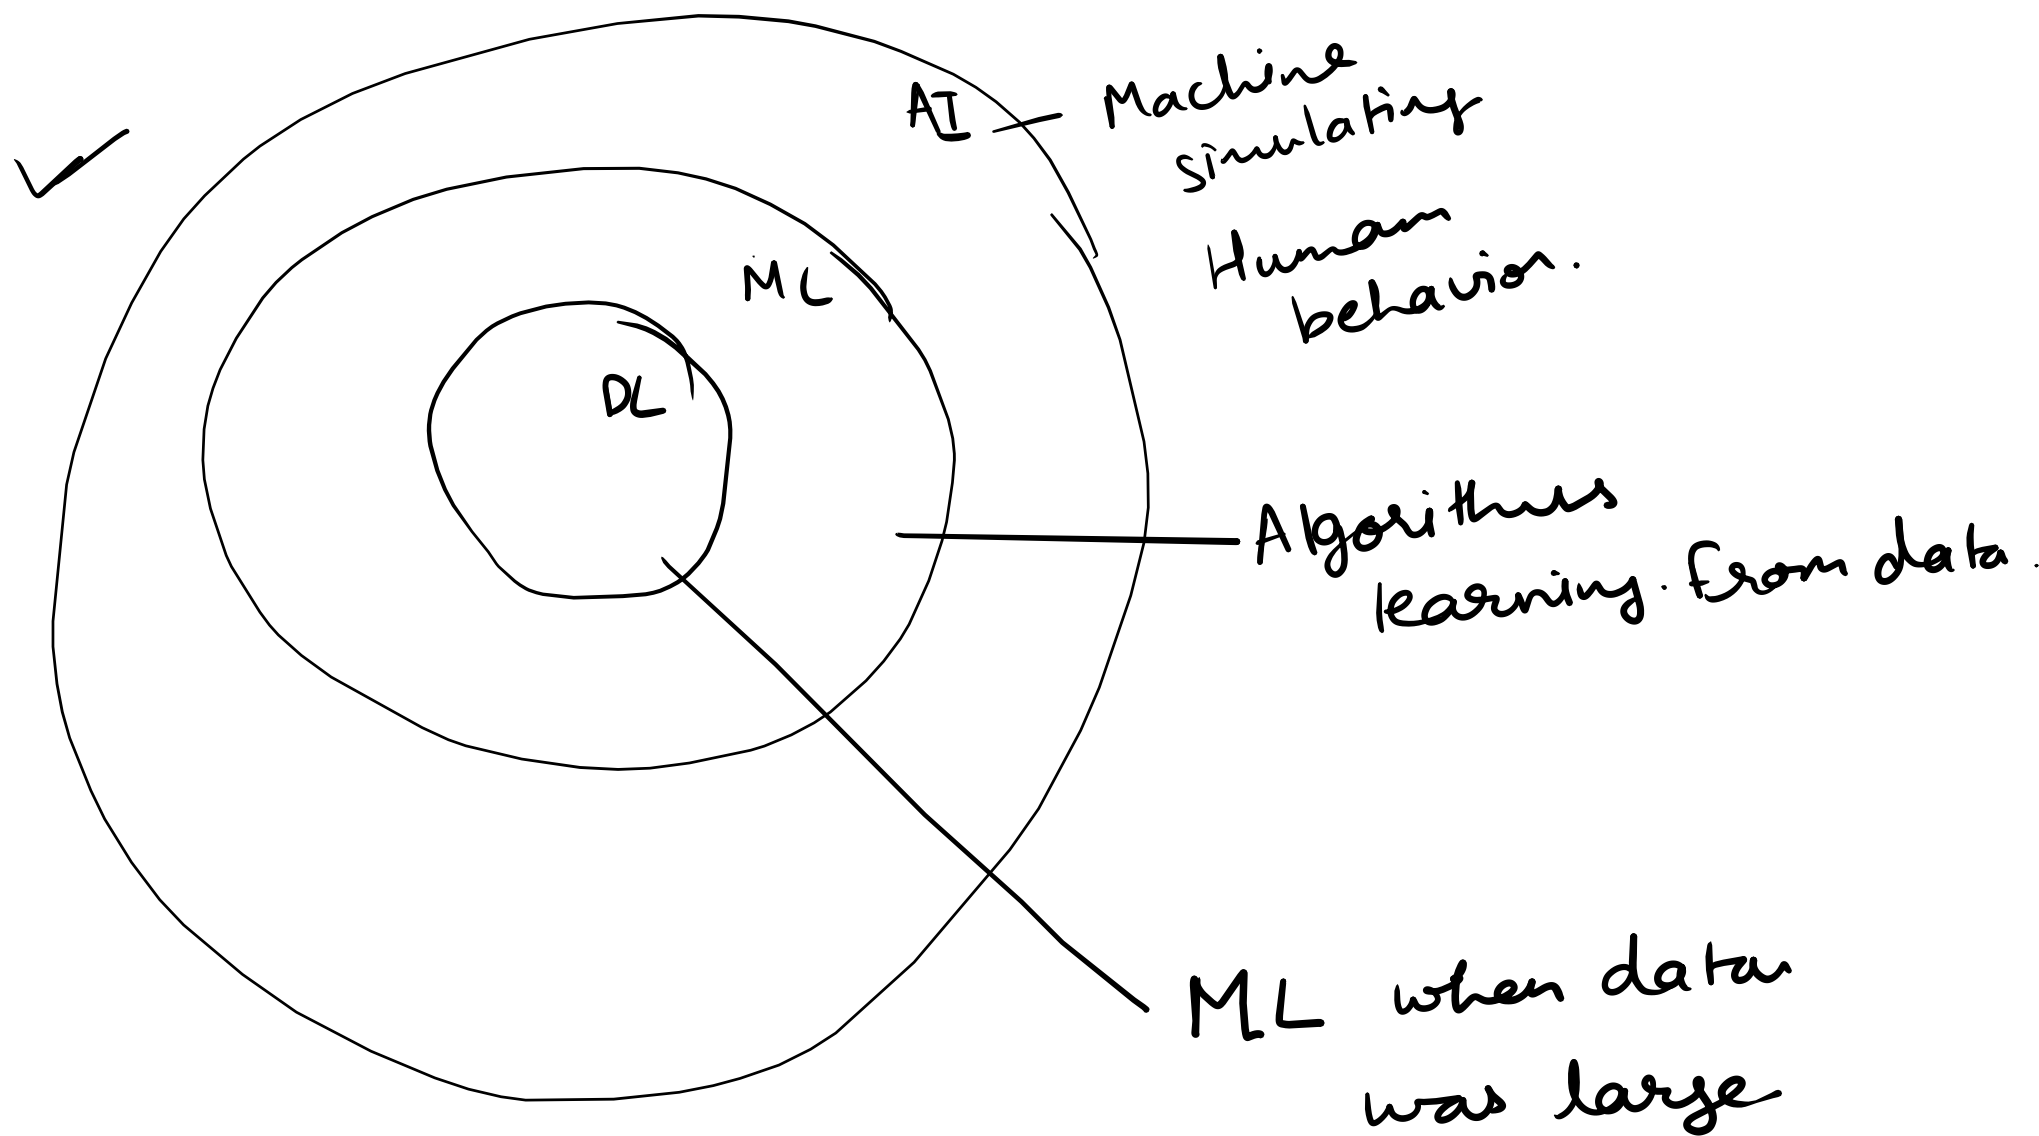 AI
Machine
simulating
Human
behavior.
ML
DL
Algorithms
learning. from data.
ML when data
was large